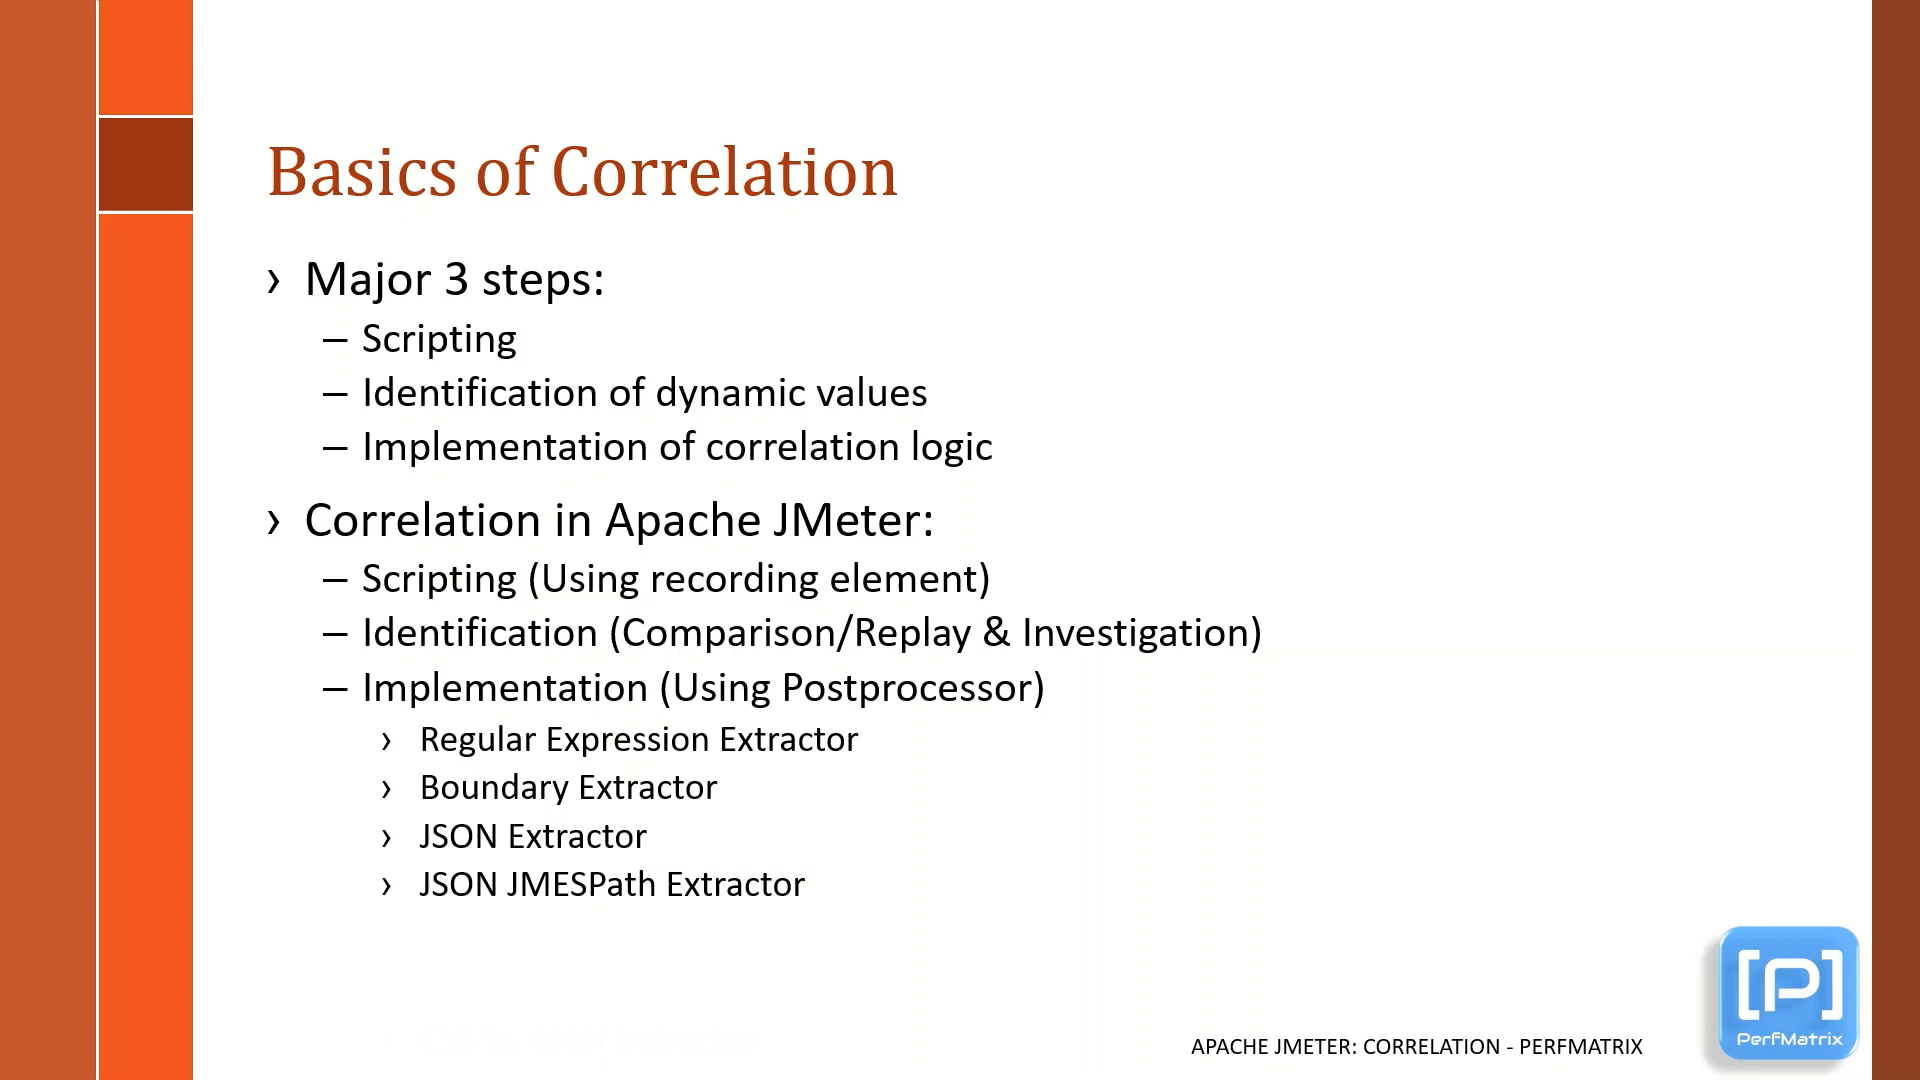 Basics of Correlation
› Major 3 steps:
– Scripting
– Identification of dynamic values
– Implementation of correlation logic
› Correlation in Apache JMeter:
– Scripting (Using recording element)
– Identification (Comparison/Replay & Investigation)
– Implementation (Using Postprocessor)
› Regular Expression Extractor
› Boundary Extractor
› JSON Extractor
› JSON JMESPath Extractor
APACHE JMETER: CORRELATION - PERFMATRIX
[P]
PerfMatrix